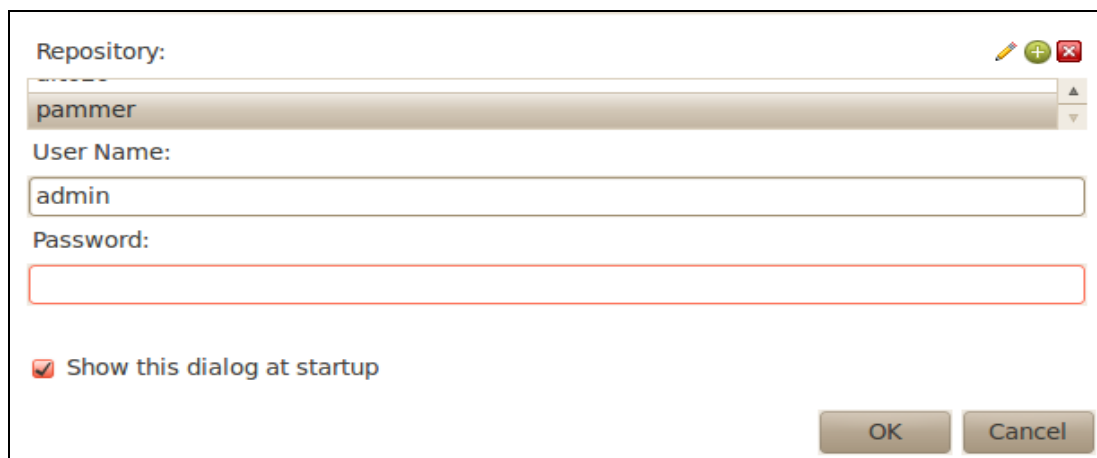 Repository:
pammer
User Name:
admin
Password:
Show this dialog at startup
OK Cancel